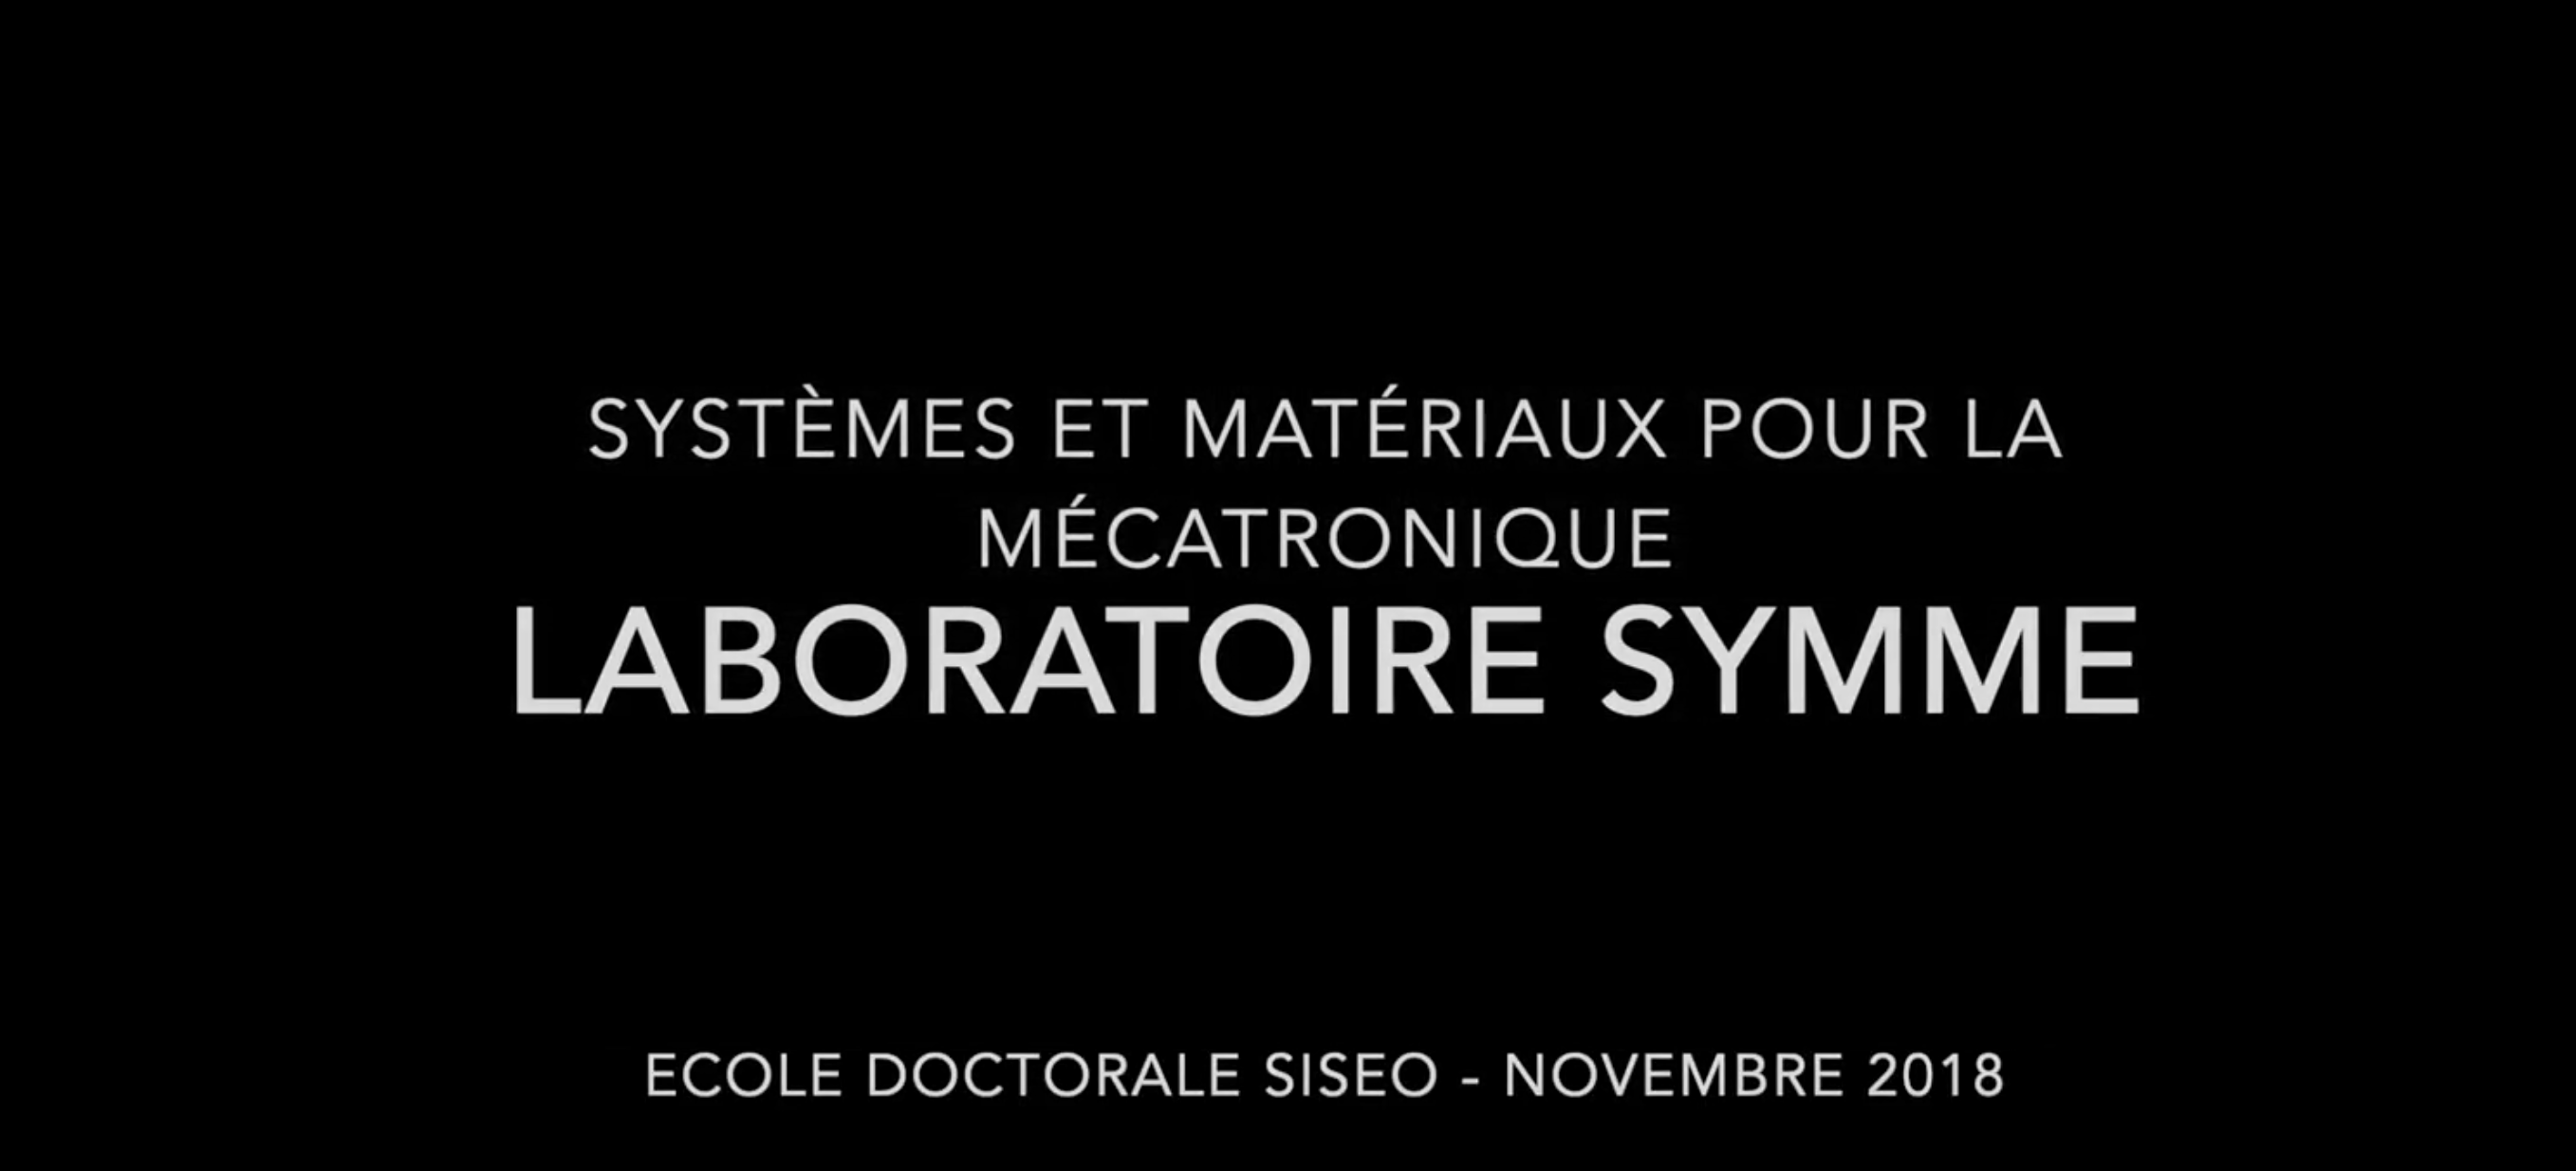 SYSTÈMES ET MATÉRIAUX POUR LA
MÉCATRONIQUE
LABORATOIRE SYMME
ECOLE DOCTORALE SISEO - NOVEMBRE 2018